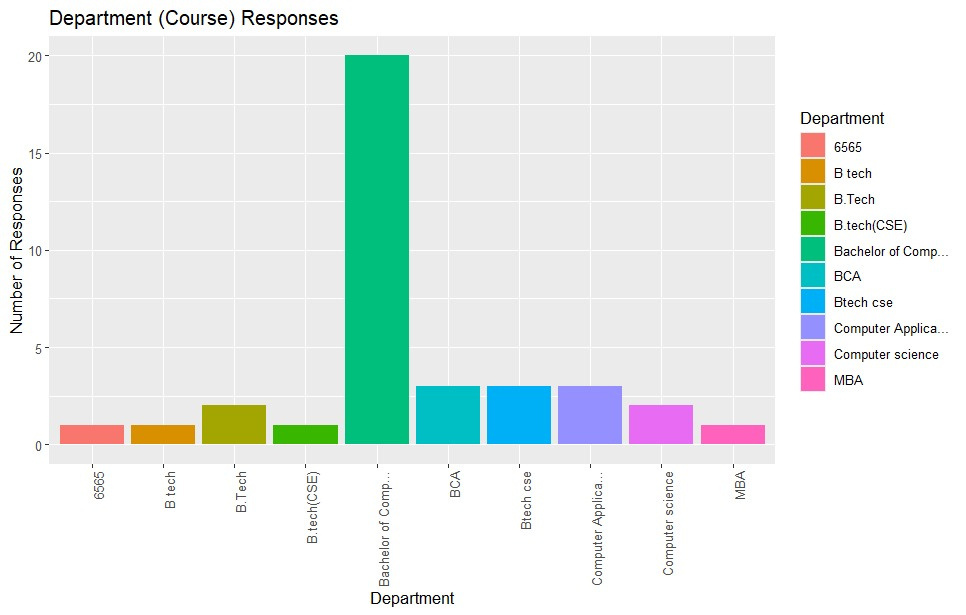 Department (Course) Responses
Number of Responses
20
15
10
5
0
6565
B tech
B.Tech
B.tech(CSE)
Bachelor of Comp...
BCA
Btech cse
Computer Applica...
Computer science
MBA
Department
Department
6565
B tech
B.Tech
B.tech(CSE)
Bachelor of Comp...
BCA
Btech cse
Computer Applica...
Computer science
MBA